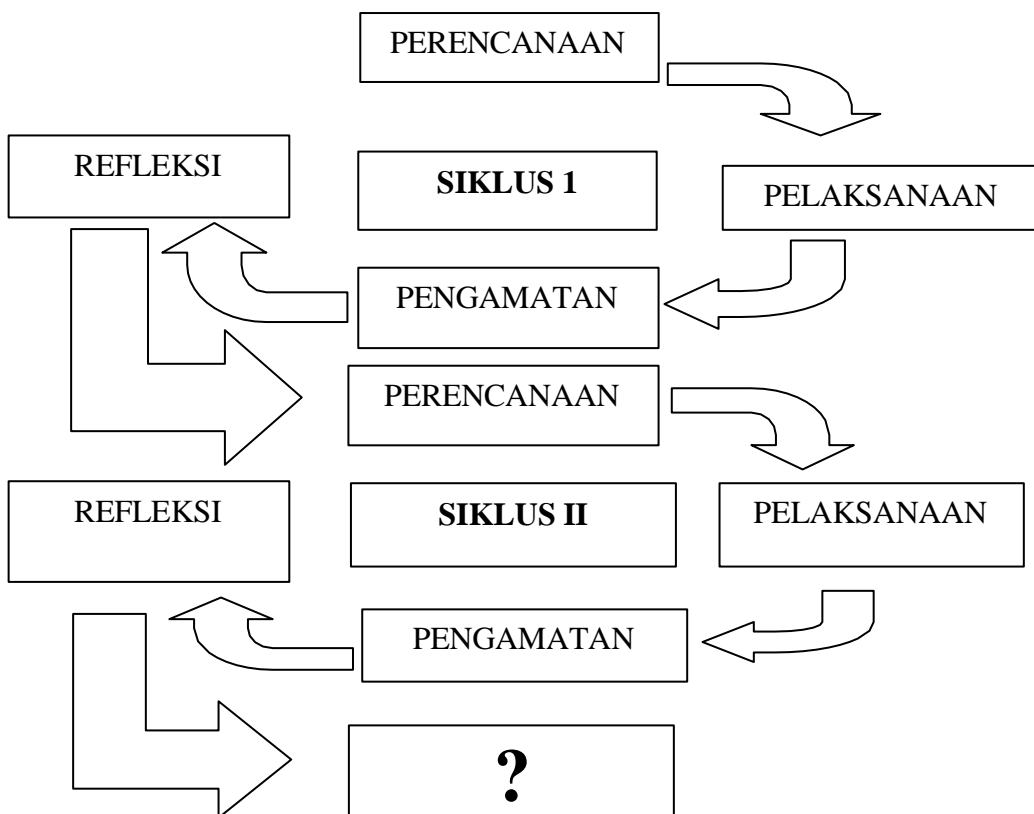 PERENCANAAN
REFLEKSI
SIKLUS 1
PELAKSANAAN
PENGAMATAN
PERENCANAAN
REFLEKSI
SIKLUS II
PELAKSANAAN
PENGAMATAN
?